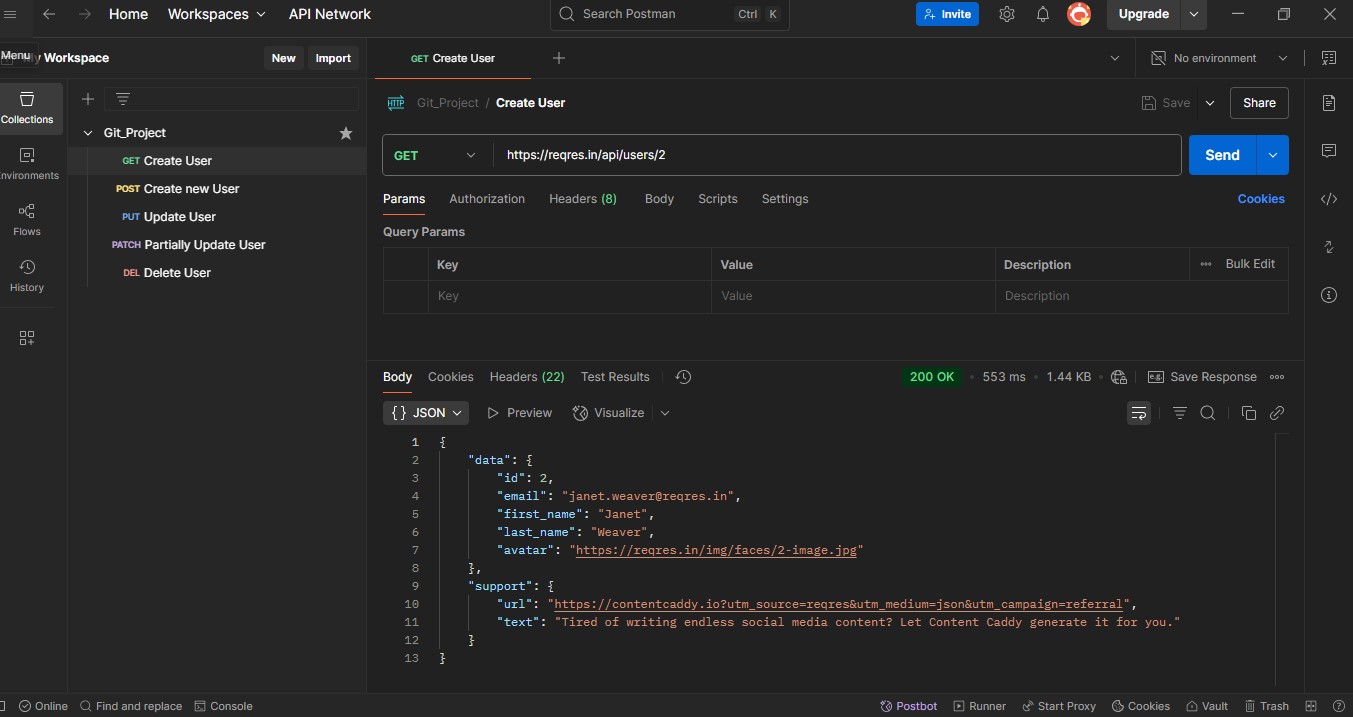 Home Workspaces API Network Search Postman Ctrl K Invite Upgrade
Menu y Workspace New Import GET Create User No environment
Collections
Git_Project / Create User Save Share
Git_Project
GET Create User
POST Create new User
PUT Update User
PATCH Partially Update User
DEL Delete User
nvironments
Flows
History
GET https://reqres.in/api/users/2 Send
Params Authorization Headers (8) Body Scripts Settings Cookies
Query Params
Key Value Description Bulk Edit
Key Value Description
Body Cookies Headers (22) Test Results 200 OK 553 ms 1.44 KB e.g. Save Response
{} JSON Preview Visualize
1 {
2 "data": {
3 "id": 2,
4 "email": "janet.weaver@reqres.in",
5 "first_name": "Janet",
6 "last_name": "Weaver",
7 "avatar": "https://reqres.in/img/faces/2-image.jpg"
8 },
9 "support": {
10 "url": "https://contentcaddy.io?utm_source=reqres&utm_medium=json&utm_campaign=referral",
11 "text": "Tired of writing endless social media content? Let Content Caddy generate it for you."
12 }
13 }
Online Find and replace Console Postbot Runner Start Proxy Cookies Vault Trash